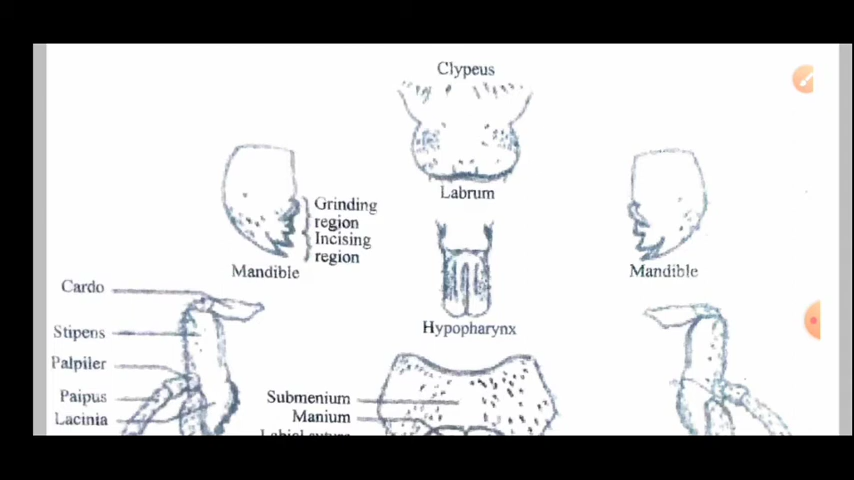 Clypeus
Labrum
Grinding
region
Incising
region
Mandible
Mandible
Cardo
Hypopharynx
Stipens
Palpiler
Paipus
Lacinia
Submenium
Manium